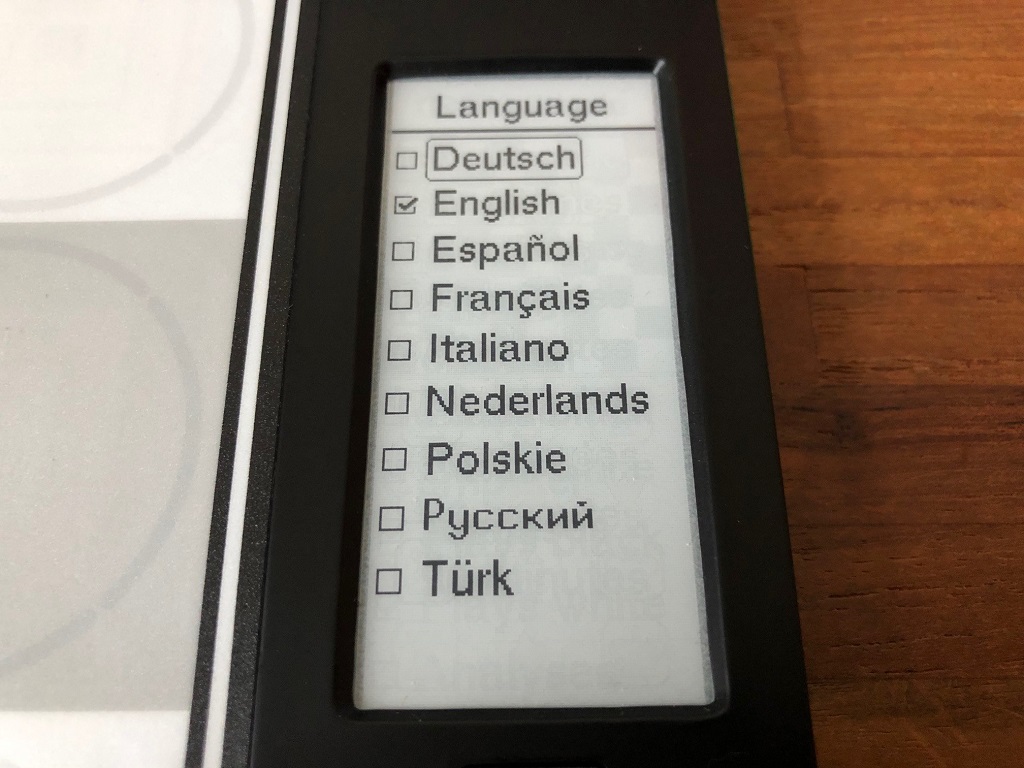 Language
Deutsch
English
Español
Français
Italiano
Nederlands
Polskie
Русский
Türk